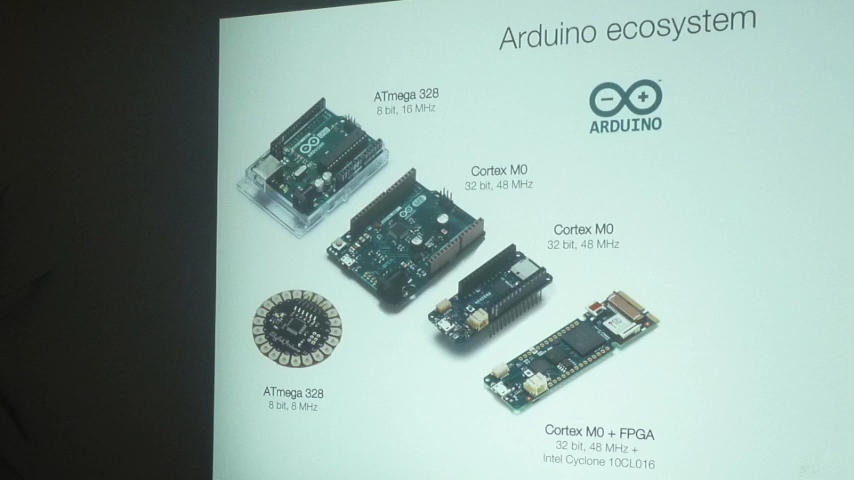 Arduino ecosystem
ATmega 328
8 bit, 16 MHz
ARDUINO
Cortex M0
32 bit, 48 MHz
Cortex M0
32 bit, 48 MHz
ATmega 328
8 bit, 8 MHz
Cortex M0 + FPGA
32 bit, 48 MHz +
Intel Cyclone 10CL016